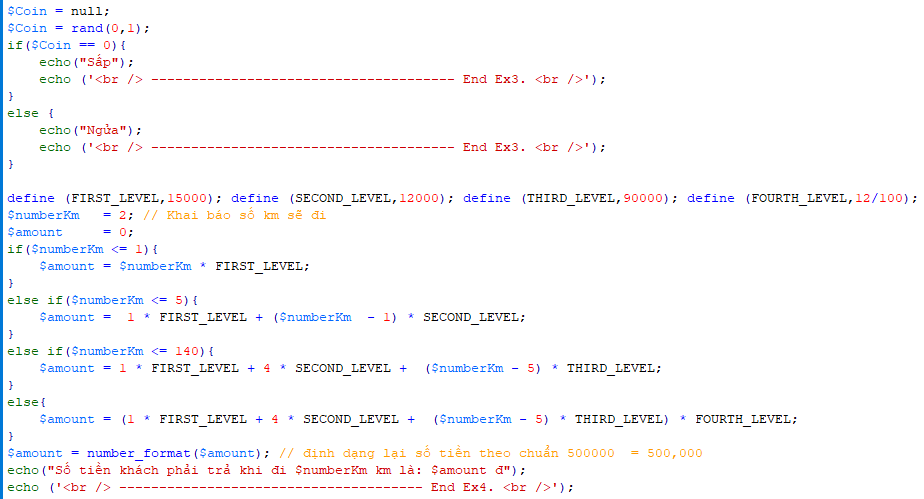 $Coin = null;
$Coin = rand(0,1);
if($Coin == 0){
    echo("Sấp");
    echo ('<br /> -------------------------------------- End Ex3. <br />');
}
else {
    echo("Ngửa");
    echo ('<br /> -------------------------------------- End Ex3. <br />');
}
define (FIRST_LEVEL,15000); define (SECOND_LEVEL,12000); define (THIRD_LEVEL,90000); define (FOURTH_LEVEL,12/100);
$numberKm   = 2; // Khai báo số km sẽ đi
$amount     = 0;
if($numberKm <= 1){
    $amount = $numberKm * FIRST_LEVEL;
}
else if($numberKm <= 5){
    $amount =  1 * FIRST_LEVEL + ($numberKm  - 1) * SECOND_LEVEL;
}
else if($numberKm <= 140){
    $amount = 1 * FIRST_LEVEL + 4 * SECOND_LEVEL +  ($numberKm - 5) * THIRD_LEVEL;
}
else{
    $amount = (1 * FIRST_LEVEL + 4 * SECOND_LEVEL +  ($numberKm - 5) * THIRD_LEVEL) * FOURTH_LEVEL;
}
$amount = number_format($amount); // định dạng lại số tiền theo chuẩn 500000  = 500,000
echo("Số tiền khách phải trả khi đi $numberKm km là: $amount đ");
echo ('<br /> -------------------------------------- End Ex4. <br />');